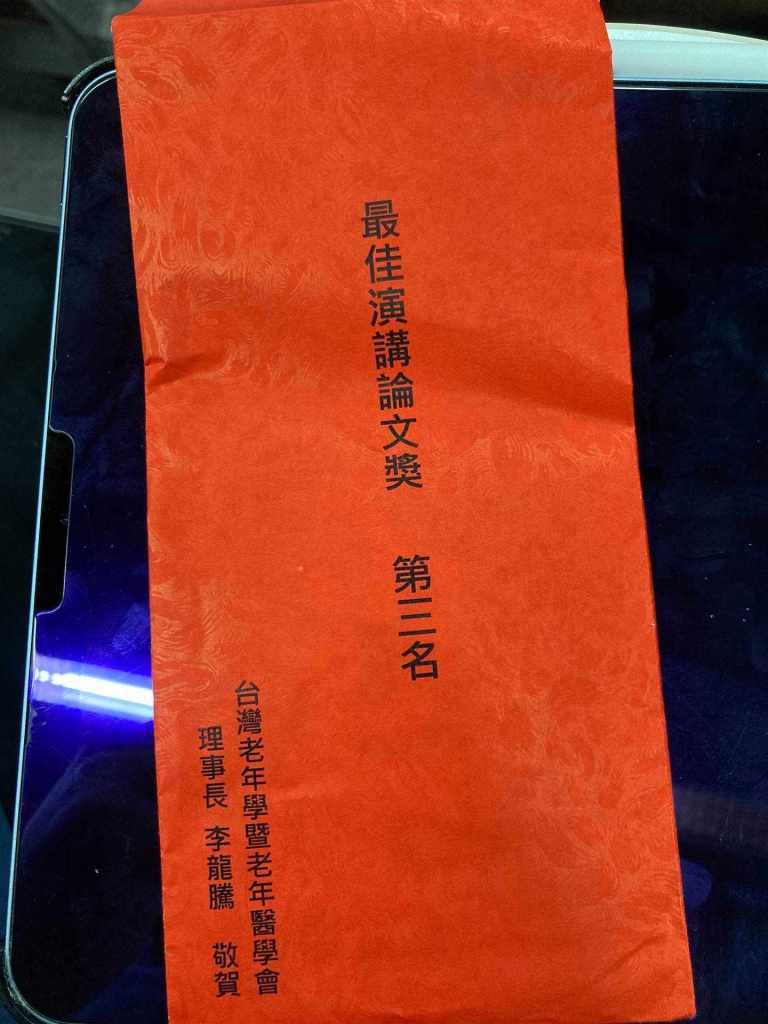 最佳演講論文獎 第三名
台灣老年學暨老年醫學會
理事長 李龍騰 敬賀